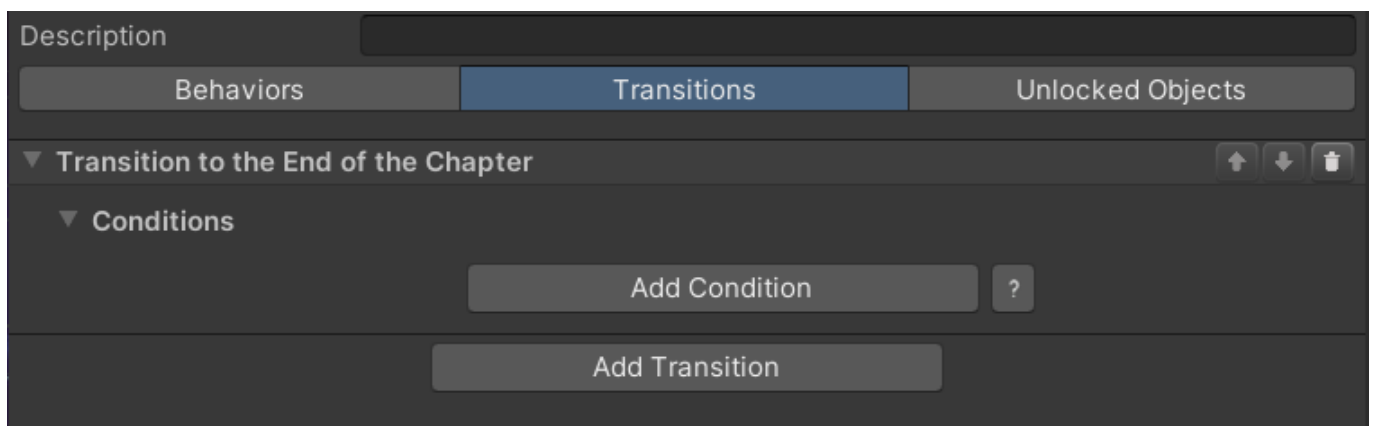 Description
Behaviors Transitions Unlocked Objects
Transition to the End of the Chapter
Conditions
Add Condition ?
Add Transition